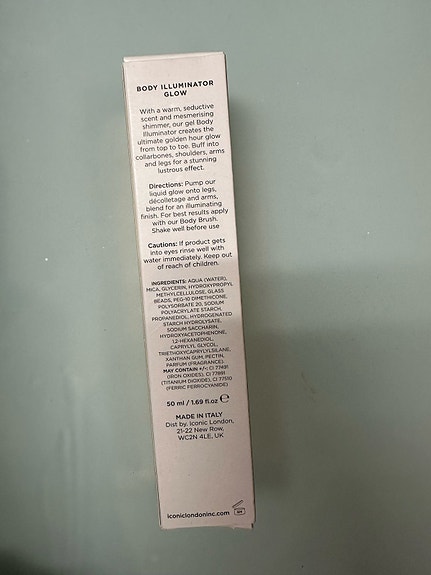 BODY ILLUMINATOR
GLOW
With a warm, seductive
scent and mesmerising
shimmer, our gel Body
Illuminator creates the
ultimate golden hour glow
from top to toe. Buff into
collarbones, shoulders, arms
and legs for a stunning
lustrous effect.
Directions: Pump our
liquid glow onto legs,
décolletage and arms,
blend for an illuminating
finish. For best results apply
with our Body Brush.
Shake well before use
Cautions: If product gets
into eyes rinse well with
water immediately. Keep out
of reach of children.
INGREDIENTS: AQUA (WATER),
MICA, GLYCERIN, HYDROXYPROPYL
METHYLCELLULOSE, GLASS
BEADS, PEG-10 DIMETHICONE,
POLYSORBATE 20, SODIUM
POLYACRYLATE STARCH,
PROPANEDIOL, HYDROGENATED
STARCH HYDROLYSATE,
SODIUM SACCHARIN,
HYDROXYACETOPHENONE,
1,2-HEXANEDIOL,
CAPRYLYL GLYCOL,
TRIETHOXYCAPRYLYLSILANE,
XANTHAN GUM, PECTIN,
PARFUM (FRAGRANCE).
MAY CONTAIN +/-: CI 77491
(IRON OXIDES), CI 77891
(TITANIUM DIOXIDE), CI 77510
(FERRIC FERROCYANIDE)
50 ml / 1.69 fl.oz ℮
MADE IN ITALY
Dist by. Iconic London,
21-22 New Row,
WC2N 4LE, UK
iconiclondoninc.com